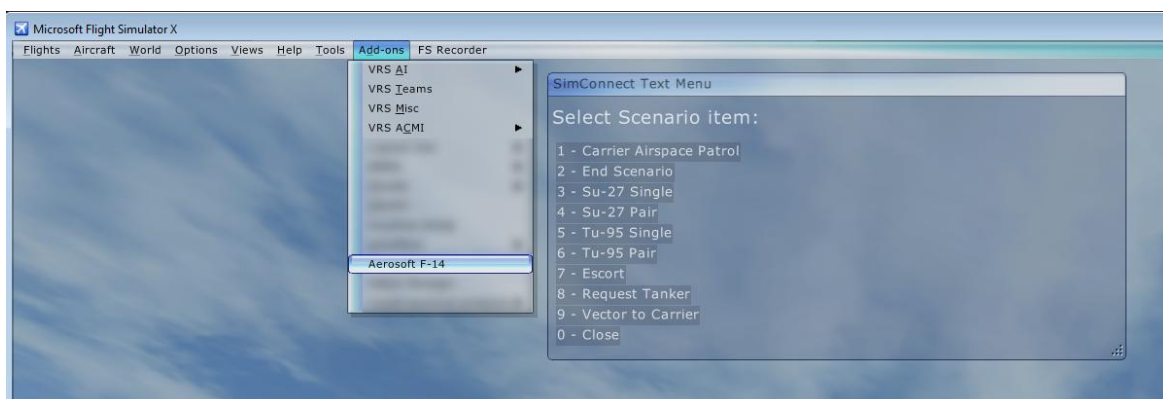 Microsoft Flight Simulator X
Flights Aircraft World Options Views Help Tools Add-ons FS Recorder
VRS AI
VRS Teams
VRS Misc
VRS ACMI
Aerosoft F-14
SimConnect Text Menu
Select Scenario item:
1 - Carrier Airspace Patrol
2 - End Scenario
3 - Su-27 Single
4 - Su-27 Pair
5 - Tu-95 Single
6 - Tu-95 Pair
7 - Escort
8 - Request Tanker
9 - Vector to Carrier
0 - Close